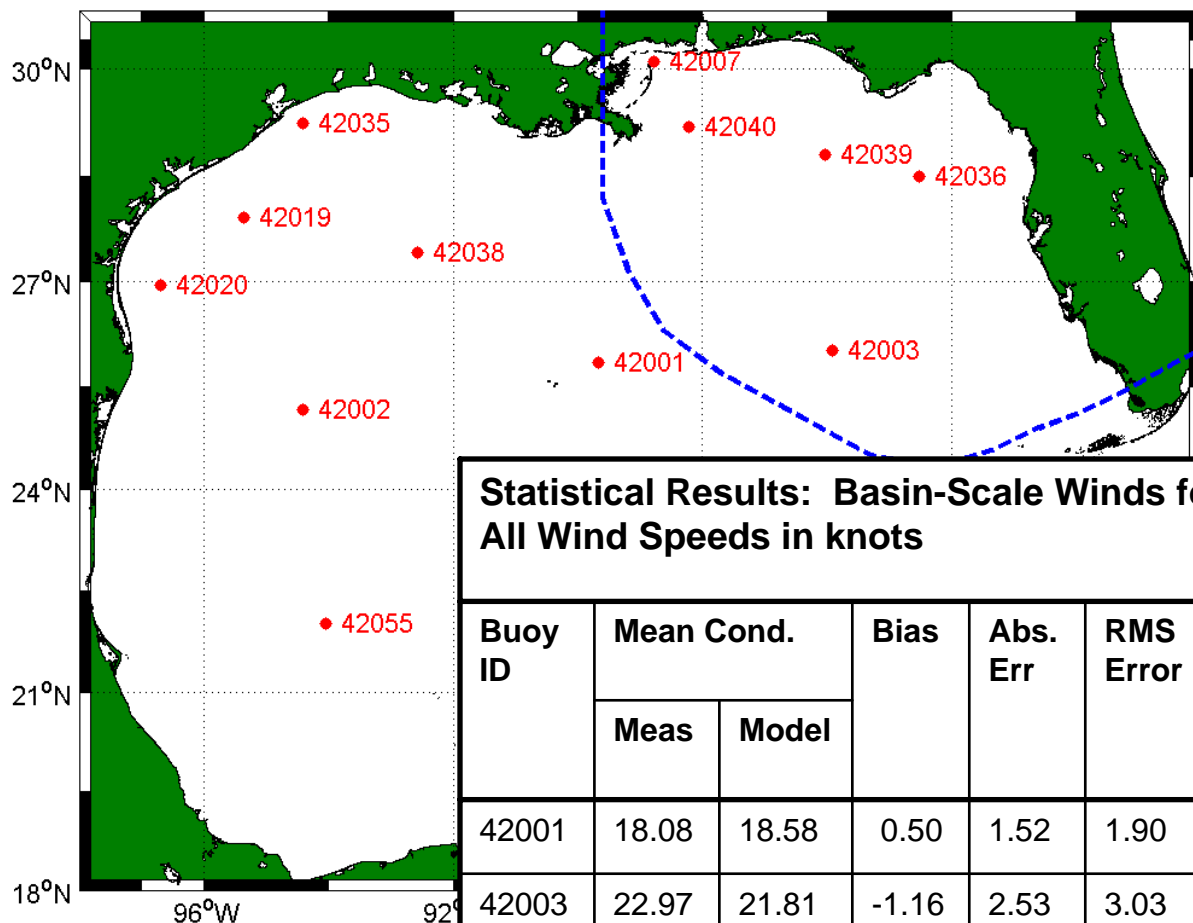 30°N
42007
42035
42040
42039
42036
42019
42038
27°N
42020
42003
42001
42002
24°N
Statistical Results: Basin-Scale Winds f
All Wind Speeds in knots
42055
Buoy ID
Mean Cond.
Bias
Abs. Err
RMS Error
21°N
Meas
Model
42001 18.08 18.58 0.50 1.52 1.90
18°N
42003 22.97 21.81 -1.16 2.53 3.03
96°W
92